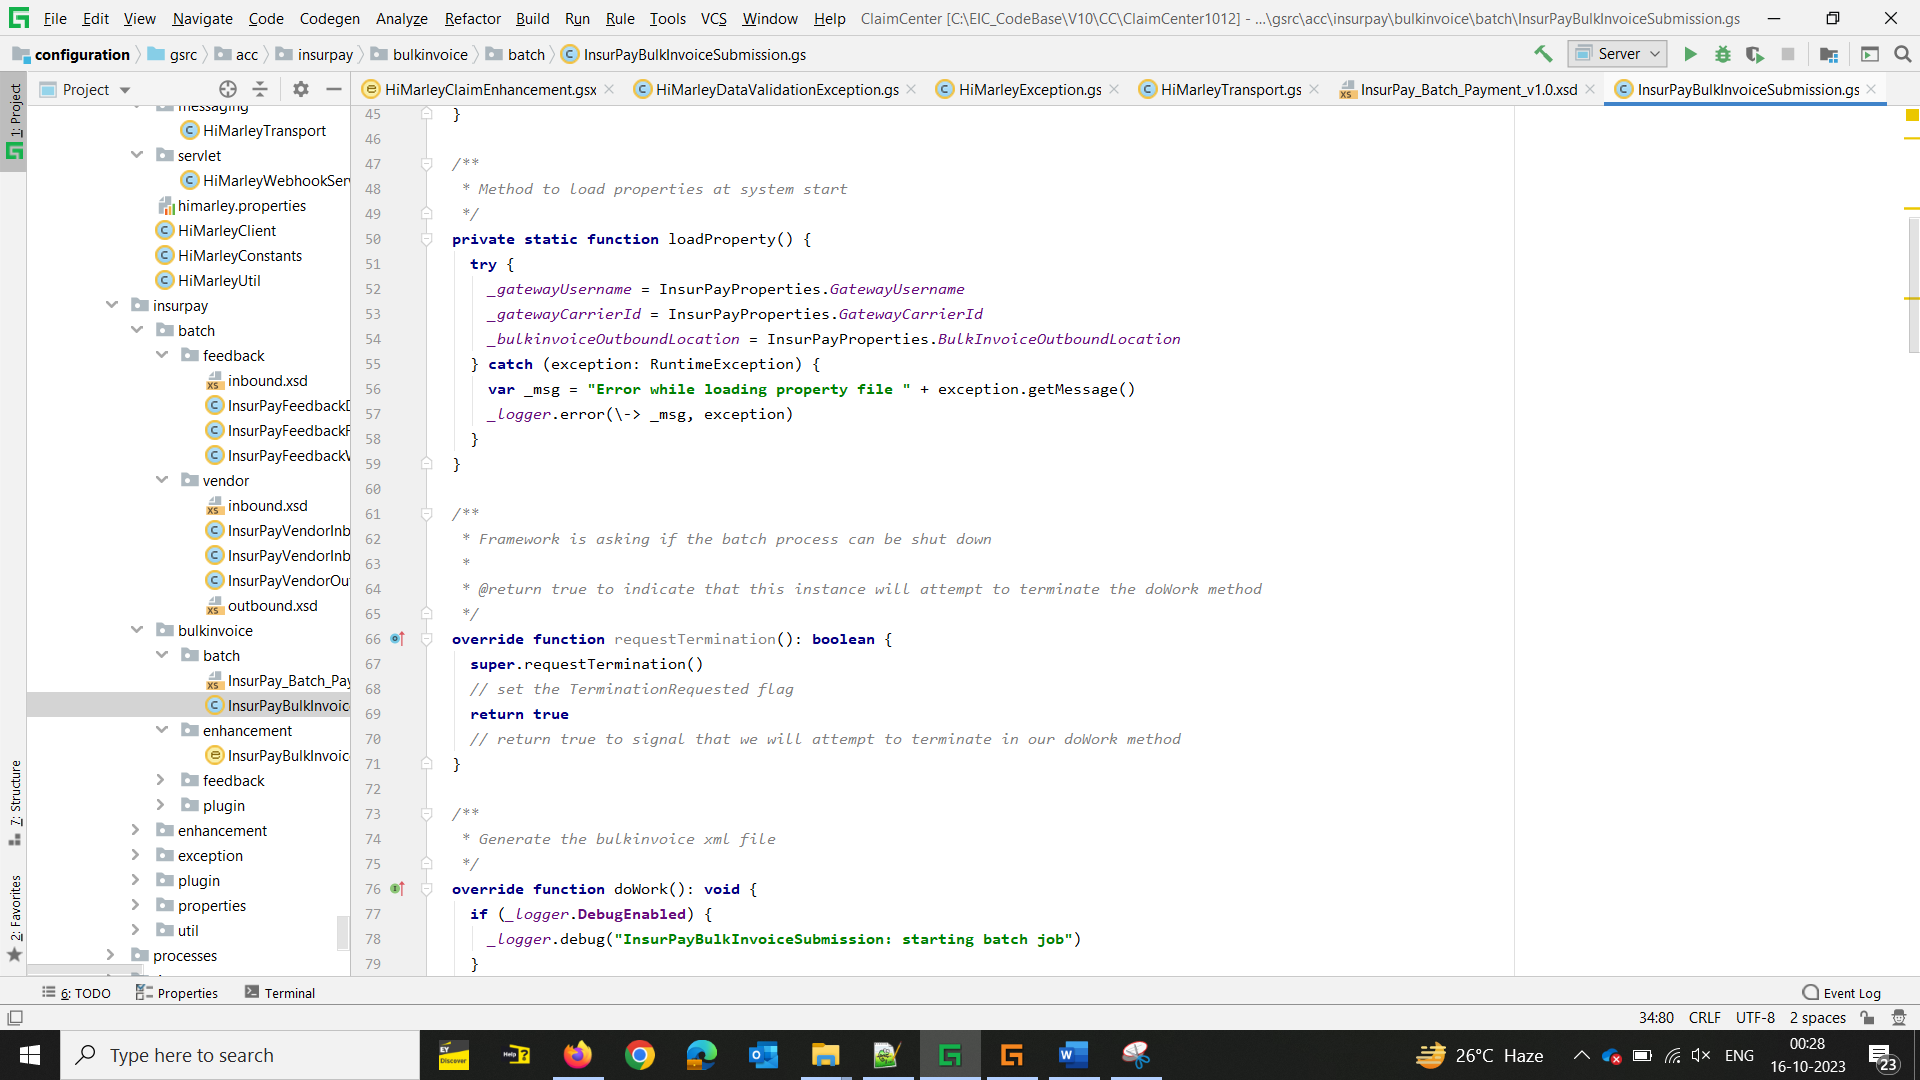 File Edit View Navigate Code Codegen Analyze Refactor Build Run Rule Tools VCS Window Help ClaimCenter [C:\EIC_CodeBase\V10\CC\ClaimCenter1012] - ...\gsrc\acc\insurpay\bulkinvoice\batch\InsurPayBulkInvoiceSubmission.gs
configuration gsrc acc insurpay bulkinvoice batch InsurPayBulkInvoiceSubmission.gs Server
Project HiMarleyClaimEnhancement.gsx HiMarleyDataValidationException.gs HiMarleyException.gs HiMarleyTransport.gs InsurPay_Batch_Payment_v1.0.xsd InsurPayBulkInvoiceSubmission.gs
1: Project
7: Structure
2: Favorites
messaging
HiMarleyTransport
servlet
HiMarleyWebhookSer
himarley.properties
HiMarleyClient
HiMarleyConstants
HiMarleyUtil
insurpay
batch
feedback
inbound.xsd
InsurPayFeedback
InsurPayFeedback
InsurPayFeedback
vendor
inbound.xsd
InsurPayVendorInb
InsurPayVendorInb
InsurPayVendorOu
outbound.xsd
bulkinvoice
batch
InsurPay_Batch_Pay
InsurPayBulkInvoic
enhancement
InsurPayBulkInvoic
feedback
plugin
enhancement
exception
plugin
properties
util
processes
45 }
46
47 /**
48 * Method to load properties at system start
49 */
50 private static function loadProperty() {
51 try {
52 _gatewayUsername = InsurPayProperties.GatewayUsername
53 _gatewayCarrierId = InsurPayProperties.GatewayCarrierId
54 _bulkinvoiceOutboundLocation = InsurPayProperties.BulkInvoiceOutboundLocation
55 } catch (exception: RuntimeException) {
56 var _msg = "Error while loading property file " + exception.getMessage()
57 _logger.error(\-> _msg, exception)
58 }
59 }
60
61 /**
62 * Framework is asking if the batch process can be shut down
63 *
64 * @return true to indicate that this instance will attempt to terminate the doWork method
65 */
66 override function requestTermination(): boolean {
67 super.requestTermination()
68 // set the TerminationRequested flag
69 return true
70 // return true to signal that we will attempt to terminate in our doWork method
71 }
72
73 /**
74 * Generate the bulkinvoice xml file
75 */
76 override function doWork(): void {
77 if (_logger.DebugEnabled) {
78 _logger.debug("InsurPayBulkInvoiceSubmission: starting batch job")
79 }
6: TODO Properties Terminal Event Log
34:80 CRLF UTF-8 2 spaces
Type here to search
EY Discover
Help ?
26°C Haze
ENG
00:28
16-10-2023
23